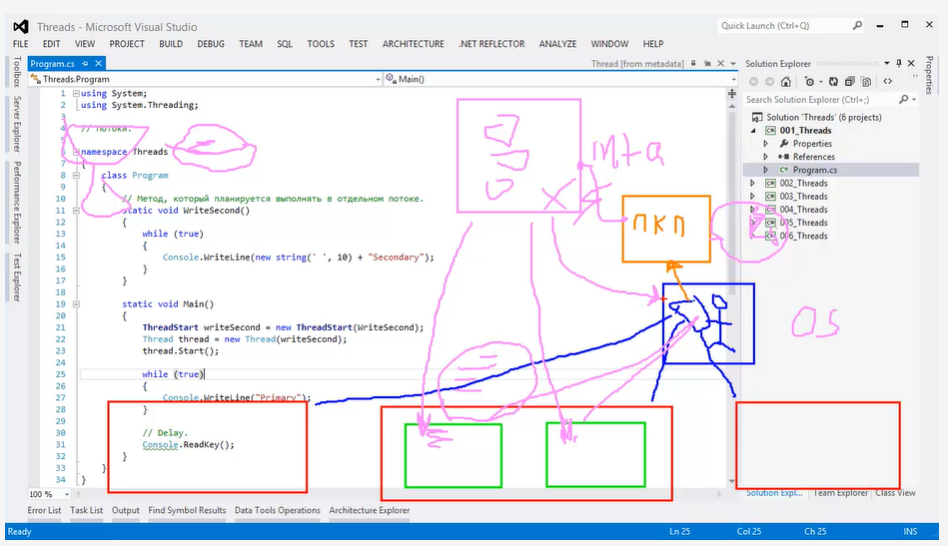 Threads - Microsoft Visual Studio
Quick Launch (Ctrl+Q)
FILE EDIT VIEW PROJECT BUILD DEBUG TEAM SQL TOOLS TEST ARCHITECTURE .NET REFLECTOR ANALYZE WINDOW HELP
Toolbox
Server Explorer
Performance Explorer
Test Explorer
Program.cs
Thread [from metadata]
Threads.Program
Main()
1 using System;
2 using System.Threading;
3
4 // Потоки.
5
6 namespace Threads
7 {
8 class Program
9 {
10 // Метод, который планируется выполнять в отдельном потоке.
11 static void WriteSecond()
12 {
13 while (true)
14 {
15 Console.WriteLine(new string(' ', 10) + "Secondary");
16 }
17 }
18
19 static void Main()
20 {
21 ThreadStart writeSecond = new ThreadStart(WriteSecond);
22 Thread thread = new Thread(writeSecond);
23 thread.Start();
24
25 while (true)
26 {
27 Console.WriteLine("Primary");
28 }
29
30 // Delay.
31 Console.ReadKey();
32 }
33 }
34 }
100 %
ПКП
OS
Solution Explorer
Search Solution Explorer (Ctrl+;)
Solution 'Threads' (6 projects)
001_Threads
Properties
References
Program.cs
002_Threads
003_Threads
004_Threads
005_Threads
006_Threads
Properties
Solution Expl... Team Explorer Class View
Error List Task List Output Find Symbol Results Data Tools Operations Architecture Explorer
Ready Ln 25 Col 25 Ch 25 INS